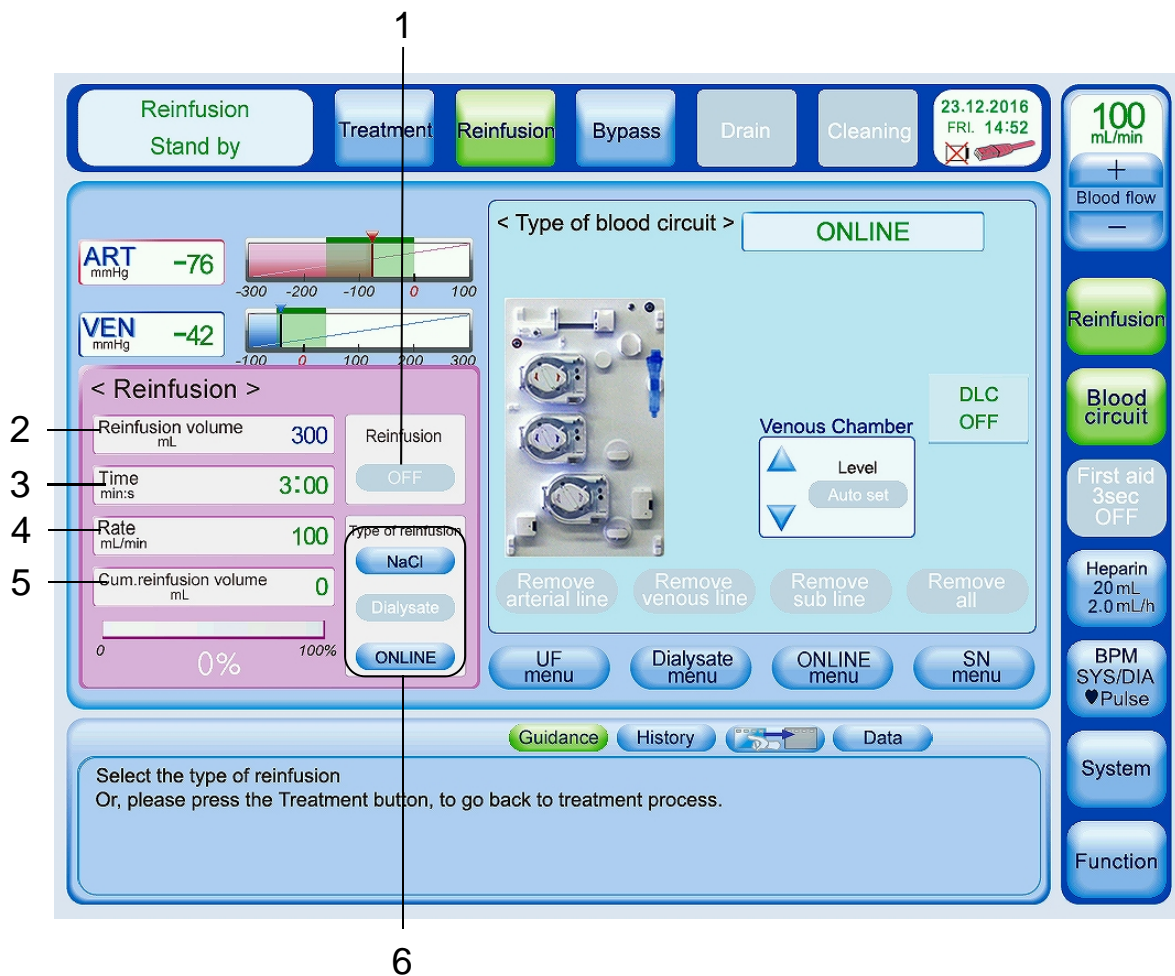 1
Reinfusion
Stand by
Treatment
Reinfusion
Bypass
Drain
Cleaning
23.12.2016
FRI. 14:52
100
mL/min
+
Blood flow
−
ART
mmHg
-76
-300 -200 -100 0 100
VEN
mmHg
-42
-100 0 100 200 300
< Type of blood circuit >
ONLINE
Reinfusion
< Reinfusion >
2
Reinfusion volume
mL
300
3
Time
min:s
3:00
4
Rate
mL/min
100
5
Cum.reinfusion volume
mL
0
0 100%
0%
Reinfusion
OFF
Type of reinfusion
NaCl
Dialysate
ONLINE
Venous Chamber
Level
Auto set
DLC
OFF
Blood
circuit
First aid
3sec
OFF
Remove
arterial line
Remove
venous line
Remove
sub line
Remove
all
Heparin
20 mL
2.0 mL/h
UF
menu
Dialysate
menu
ONLINE
menu
SN
menu
BPM
SYS/DIA
♥Pulse
Guidance
History
Data
Select the type of reinfusion
Or, please press the Treatment button, to go back to treatment process.
System
Function
6